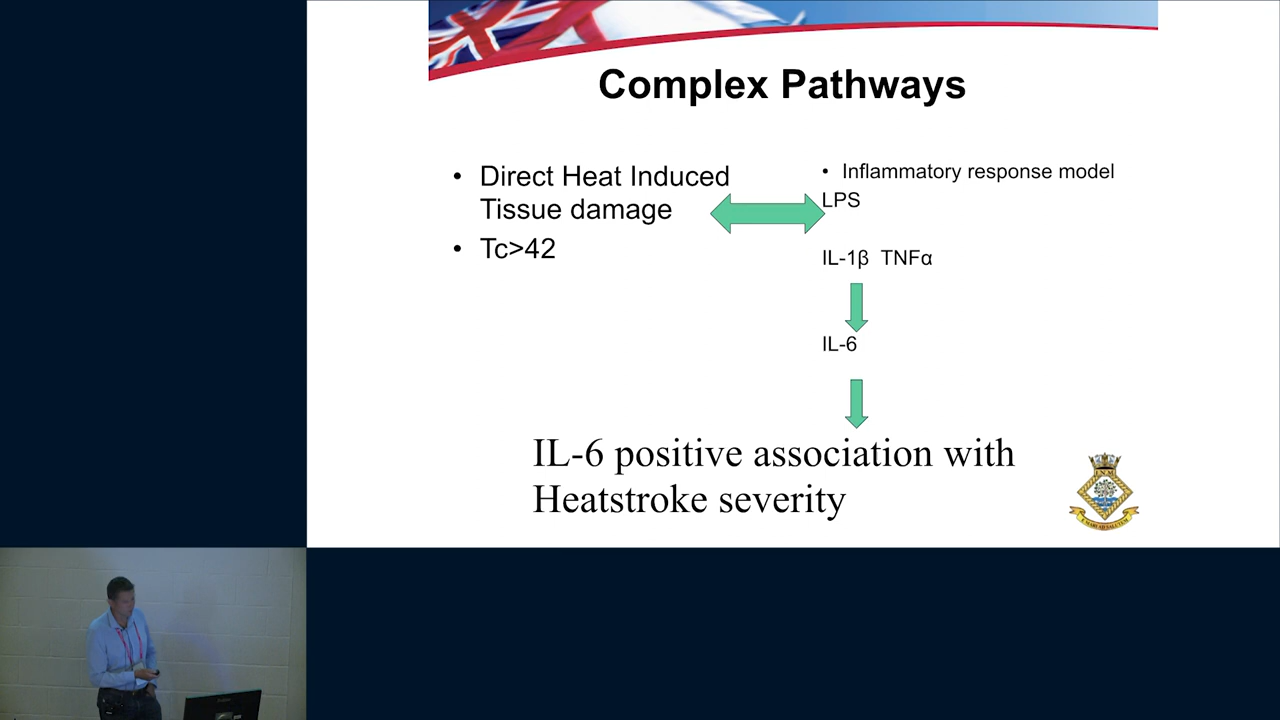 Complex Pathways
• Direct Heat Induced
Tissue damage
• Tc>42
• Inflammatory response model
LPS
IL-1β TNFα
IL-6
IL-6 positive association with
Heatstroke severity